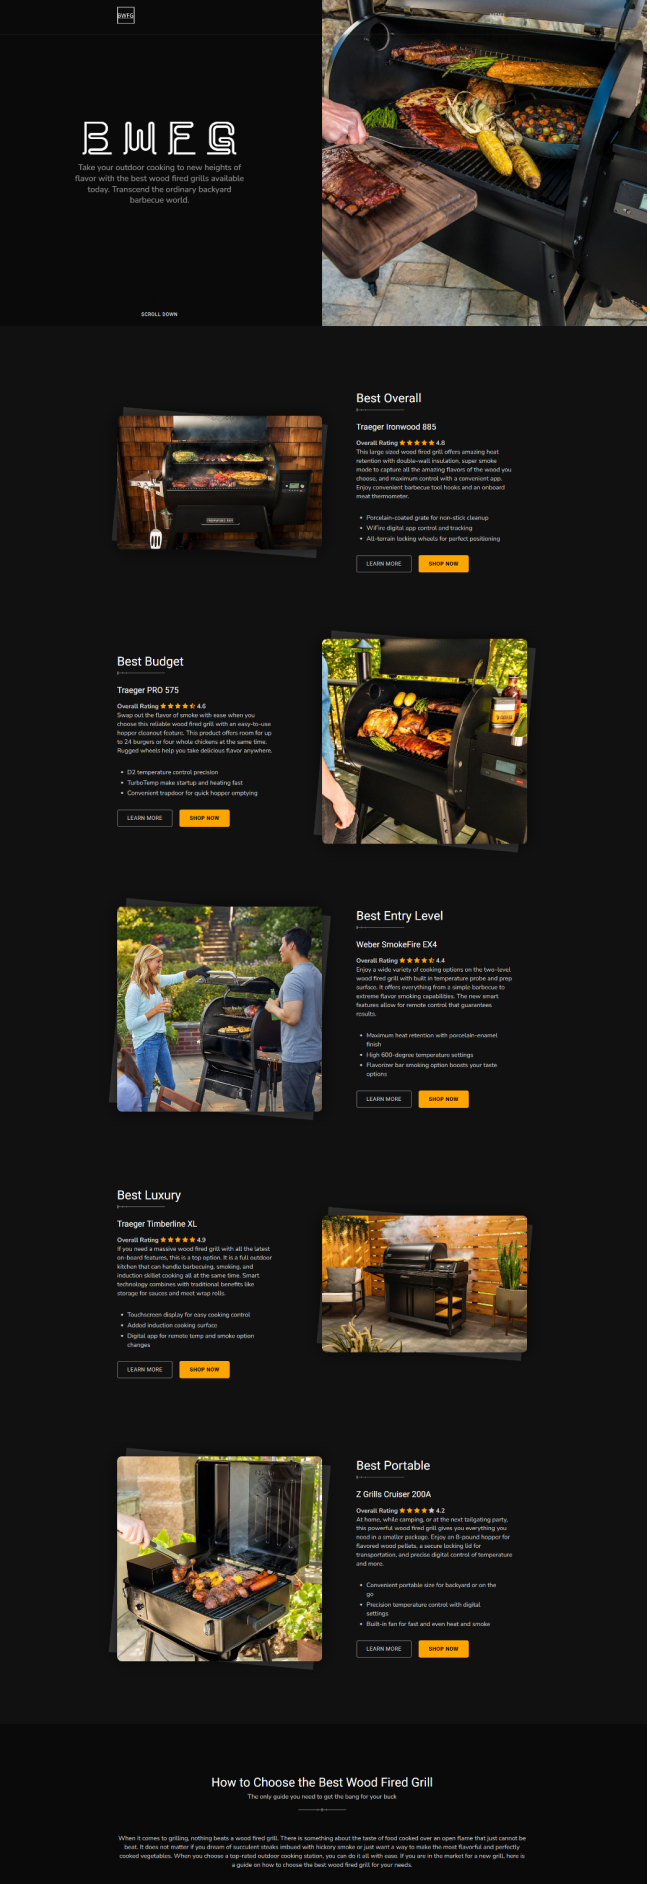 BWFG
BWFG
Take your outdoor cooking to new heights of
flavor with the best wood fired grills available
today. Transcend the ordinary backyard
barbecue world.
SCROLL DOWN
Best Overall
Traeger Ironwood 885
Overall Rating 4.8
This large sized wood fired grill offers amazing heat
retention with double-wall insulation, super smoke
mode to capture all the amazing flavors of the wood you
choose, and maximum control with a convenient app.
Enjoy convenient barbecue tool hooks and an onboard
meat thermometer.
Porcelain-coated grate for non-stick cleanup
WiFire digital app control and tracking
All-terrain locking wheels for perfect positioning
LEARN MORE
SHOP NOW
Best Budget
Traeger PRO 575
Overall Rating 4.6
Swap out the flavor of smoke with ease when you
choose this reliable wood fired grill with an easy-to-use
hopper cleanout feature. This product offers room for up
to 24 burgers or four whole chickens at the same time.
Rugged wheels help you take delicious flavor anywhere.
D2 temperature control precision
TurboTemp make startup and heating fast
Convenient trapdoor for quick hopper emptying
LEARN MORE
SHOP NOW
Best Entry Level
Weber SmokeFire EX4
Overall Rating 4.4
Enjoy a wide variety of cooking options on the two-level
wood fired grill with built in temperature probe and prep
surface. It offers everything from a simple barbecue to
extreme flavor smoking capabilities. The new smart
features allow for remote control that guarantees
results.
Maximum heat retention with porcelain-enamel
finish
High 600-degree temperature settings
Flavorizer bar smoking option boosts your taste
options
LEARN MORE
SHOP NOW
Best Luxury
Traeger Timberline XL
Overall Rating 4.9
If you need a massive wood fired grill with all the latest
on-board features, this is a top option. It is a full outdoor
kitchen that can handle barbecuing, smoking, and
induction skillet cooking all at the same time. Smart
technology combines with traditional benefits like
storage for sauces and meet wrap rolls.
Touchscreen display for easy cooking control
Added induction cooking surface
Digital app for remote temp and smoke option
changes
LEARN MORE
SHOP NOW
Best Portable
Z Grills Cruiser 200A
Overall Rating 4.2
At home, while camping, or at the next tailgating party,
this powerful wood fired grill gives you everything you
need in a smaller package. Enjoy an 8-pound hopper for
flavored wood pellets, a secure locking lid for
transportation, and precise digital control of temperature
and more.
Convenient portable size for backyard or on the
go
Precision temperature control with digital
settings
Built-in fan for fast and even heat and smoke
LEARN MORE
SHOP NOW
How to Choose the Best Wood Fired Grill
The only guide you need to get the bang for your buck
When it comes to grilling, nothing beats a wood fired grill. There is something about the taste of food cooked over an open flame that just cannot be
beat. It does not matter if you dream of succulent steaks imbued with hickory smoke or just want a way to make the most flavorful and perfectly
cooked vegetables. When you choose a top-rated outdoor cooking station, you can do it all with ease. If you are in the market for a new grill, here is
a guide on how to choose the best wood fired grill for your needs.